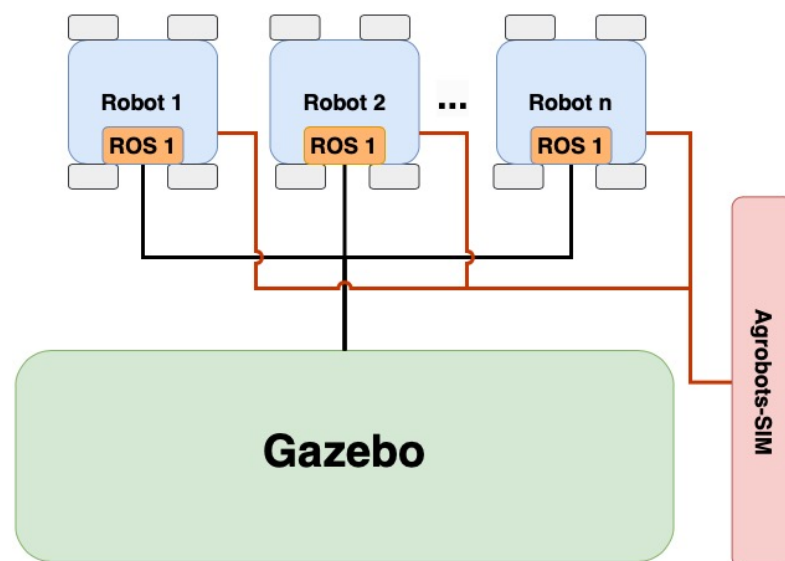 Robot 1
Robot 2
...
Robot n
ROS 1
ROS 1
ROS 1
Agrobots-SIM
Gazebo